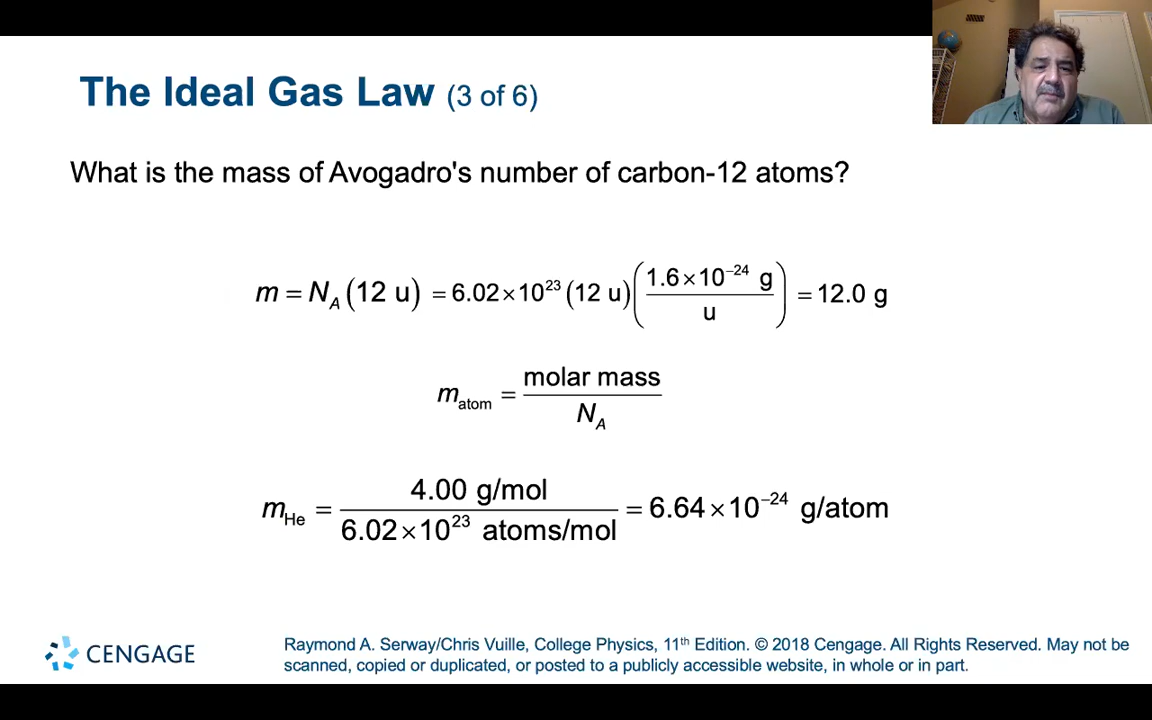 The Ideal Gas Law (3 of 6)
What is the mass of Avogadro's number of carbon-12 atoms?
m = N_A (12 u) = 6.02×10^23 (12 u) (1.6×10^−24 g / u) = 12.0 g
m_atom = molar mass / N_A
m_He = 4.00 g/mol / 6.02×10^23 atoms/mol = 6.64×10^−24 g/atom
CENGAGE
Raymond A. Serway/Chris Vuille, College Physics, 11th Edition. © 2018 Cengage. All Rights Reserved. May not be
scanned, copied or duplicated, or posted to a publicly accessible website, in whole or in part.